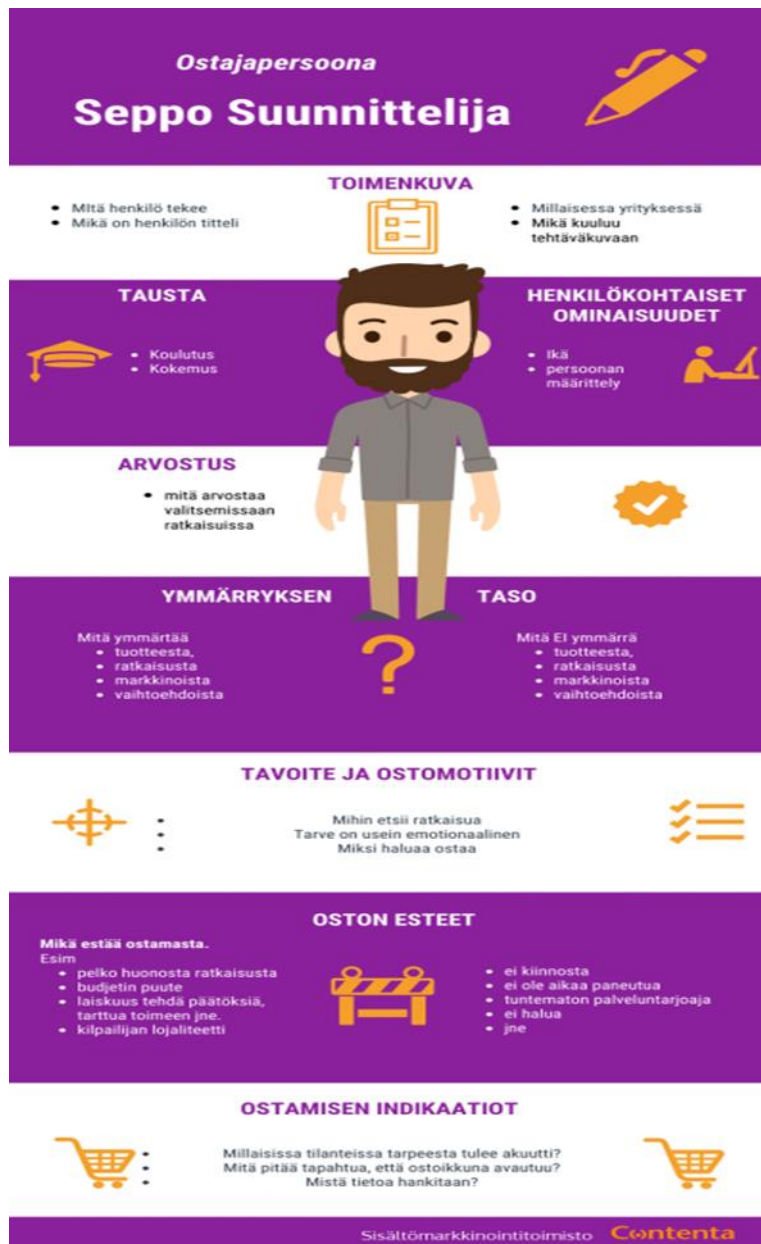 Ostajapersoona
Seppo Suunnittelija
TOIMENKUVA
• MItä henkilö tekee
• Mikä on henkilön titteli
• Millaisessa yrityksessä
• Mikä kuuluu
tehtäväkuvaan
TAUSTA
• Koulutus
• Kokemus
HENKILÖKOHTAISET
OMINAISUUDET
• Ikä
• persoonan
määrittely
ARVOSTUS
• mitä arvostaa
valitsemissaan
ratkaisuissa
YMMÄRRYKSEN TASO
Mitä ymmärtää
• tuotteesta,
• ratkaisusta
• markkinoista
• vaihtoehdoista
?
Mitä EI ymmärrä
• tuotteesta,
• ratkaisusta
• markkinoista
• vaihtoehdoista
TAVOITE JA OSTOMOTIIVIT
• Mihin etsii ratkaisua
• Tarve on usein emotionaalinen
• Miksi haluaa ostaa
OSTON ESTEET
Mikä estää ostamasta.
Esim
• pelko huonosta ratkaisusta
• budjetin puute
• laiskuus tehdä päätöksiä,
tarttua toimeen jne.
• kilpailijan lojaliteetti
• ei kiinnosta
• ei ole aikaa paneutua
• tuntematon palveluntarjoaja
• ei halua
• jne
OSTAMISEN INDIKAATIOT
• Millaisissa tilanteissa tarpeesta tulee akuutti?
• Mitä pitää tapahtua, että ostoikkuna avautuu?
• Mistä tietoa hankitaan?
Sisältömarkkinointitoimisto Contenta